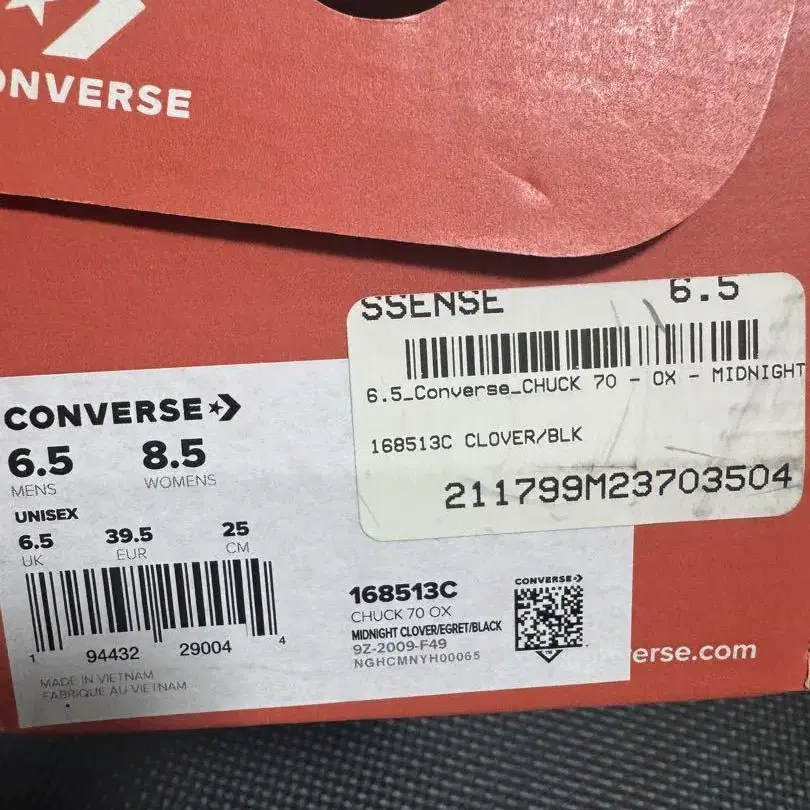 CONVERSE
SSENSE 6.5
6.5_Converse_CHUCK 70 - OX - MIDNIGHT
168513C CLOVER/BLK
211799M23703504
CONVERSE
6.5 8.5
MENS WOMENS
UNISEX
6.5 39.5 25
UK EUR CM
1 94432 29004 4
MADE IN VIETNAM
FABRIQUE AU VIETNAM
168513C
CHUCK 70 OX
MIDNIGHT CLOVER/EGRET/BLACK
9Z-2009-F49
NGHCMNYH00065
CONVERSE
erse.com